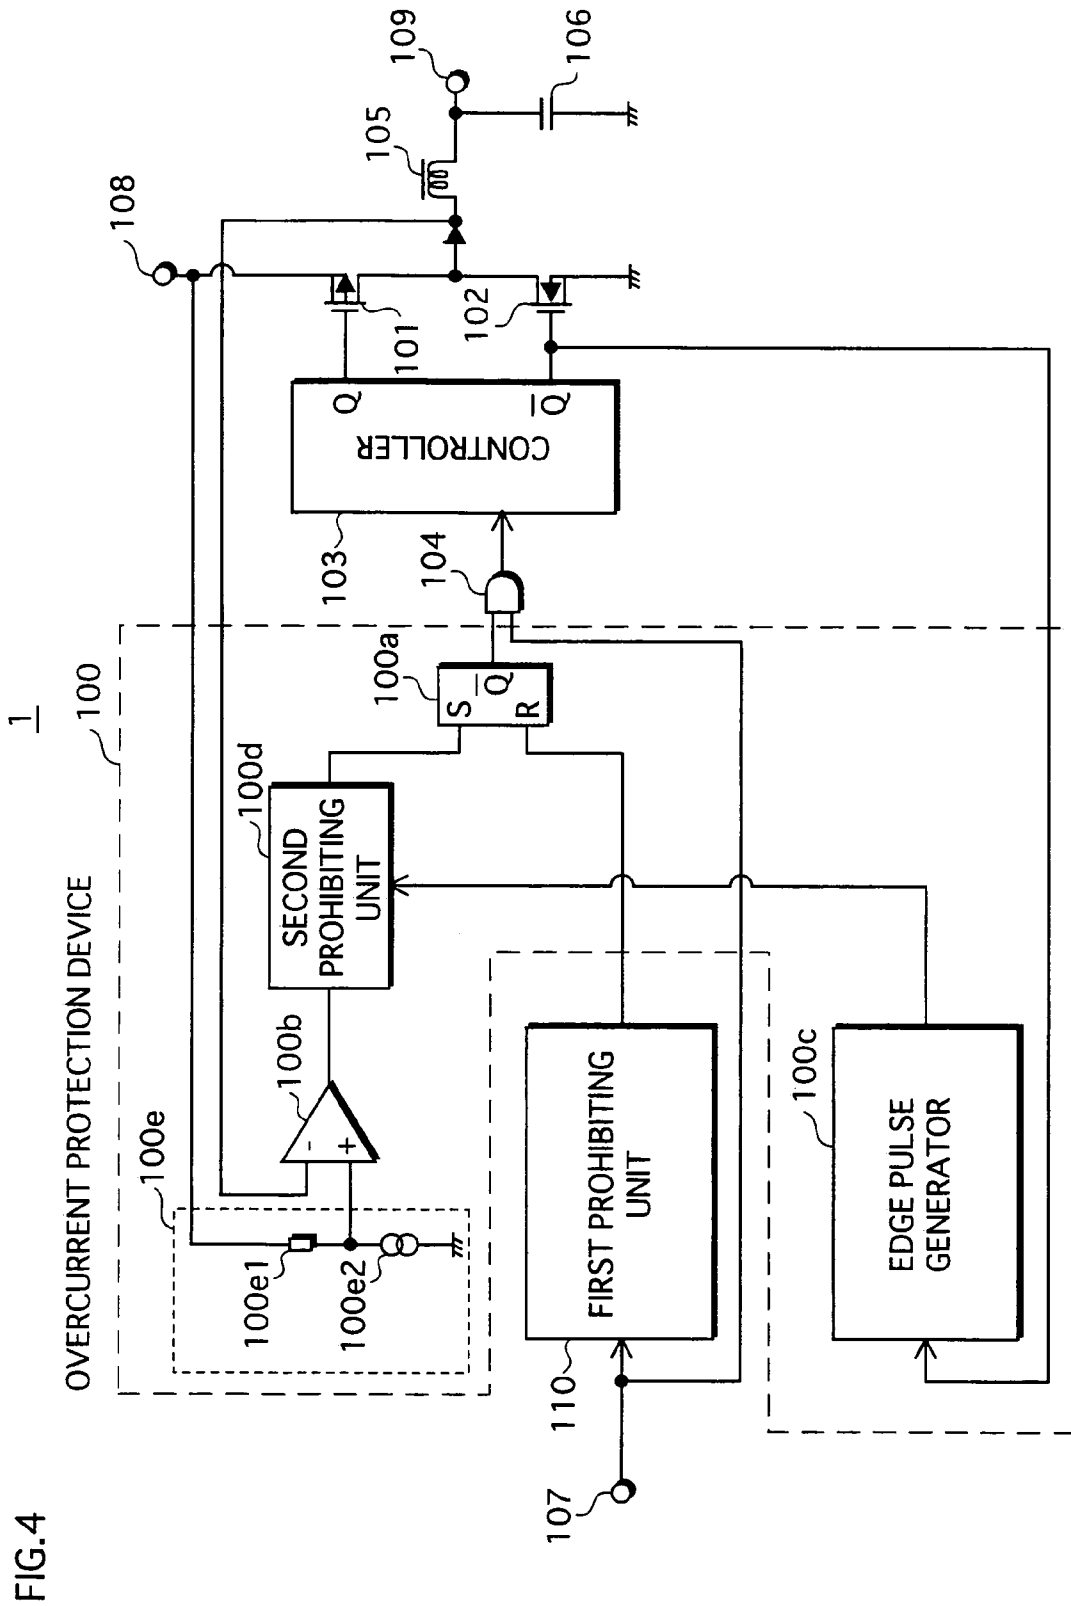 FIG.4
1
OVERCURRENT PROTECTION DEVICE
100
108
109
105
106
101
102
103
Q
Q̅
CONTROLLER
104
100a
S
Q̅
R
100d
SECOND
PROHIBITING
UNIT
100b
-
+
100e
100e1
100e2
FIRST PROHIBITING
UNIT
110
107
100c
EDGE PULSE
GENERATOR